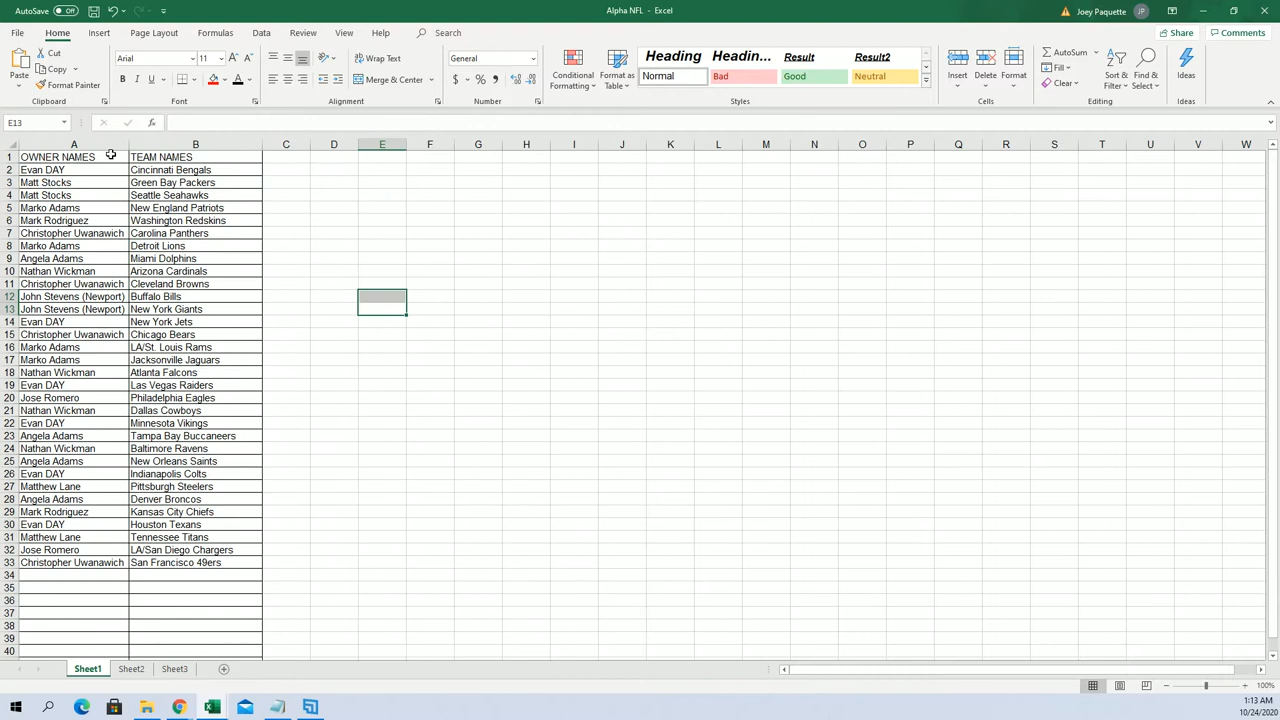 AutoSave Off Alpha NFL - Excel Joey Paquette JP
File Home Insert Page Layout Formulas Data Review View Help Search Share Comments
Paste Cut Copy Format Painter Clipboard
Arial 11 A A B I U A Font
ab Wrap Text Merge & Center Alignment
General $ % , Number
Conditional Formatting Format as Table
Heading Headin... Result Result2
Normal Bad Good Neutral
Styles
Insert Delete Format Cells
AutoSum Fill Clear Sort & Filter Find & Select Editing
Ideas Ideas
E13 fx
A B C D E F G H I J K L M N O P Q R S T U V W
1 OWNER NAMES TEAM NAMES
2 Evan DAY Cincinnati Bengals
3 Matt Stocks Green Bay Packers
4 Matt Stocks Seattle Seahawks
5 Marko Adams New England Patriots
6 Mark Rodriguez Washington Redskins
7 Christopher Uwanawich Carolina Panthers
8 Marko Adams Detroit Lions
9 Angela Adams Miami Dolphins
10 Nathan Wickman Arizona Cardinals
11 Christopher Uwanawich Cleveland Browns
12 John Stevens (Newport) Buffalo Bills
13 John Stevens (Newport) New York Giants
14 Evan DAY New York Jets
15 Christopher Uwanawich Chicago Bears
16 Marko Adams LA/St. Louis Rams
17 Marko Adams Jacksonville Jaguars
18 Nathan Wickman Atlanta Falcons
19 Evan DAY Las Vegas Raiders
20 Jose Romero Philadelphia Eagles
21 Nathan Wickman Dallas Cowboys
22 Evan DAY Minnesota Vikings
23 Angela Adams Tampa Bay Buccaneers
24 Nathan Wickman Baltimore Ravens
25 Angela Adams New Orleans Saints
26 Evan DAY Indianapolis Colts
27 Matthew Lane Pittsburgh Steelers
28 Angela Adams Denver Broncos
29 Mark Rodriguez Kansas City Chiefs
30 Evan DAY Houston Texans
31 Matthew Lane Tennessee Titans
32 Jose Romero LA/San Diego Chargers
33 Christopher Uwanawich San Francisco 49ers
34
35
36
37
38
39
40
Sheet1 Sheet2 Sheet3
100%
1:13 AM
10/24/2020